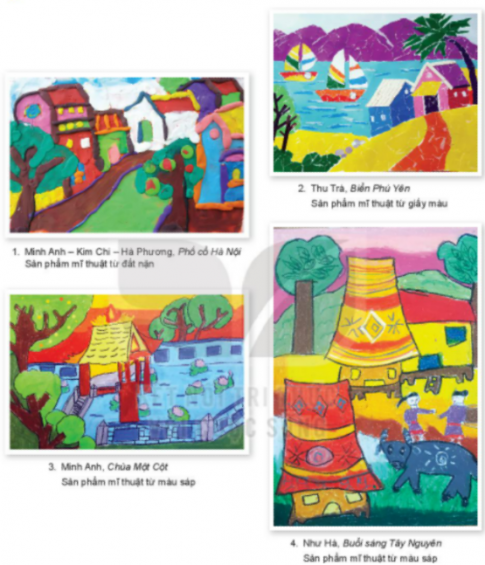 1. Minh Anh – Kim Chi – Hà Phương, Phố cổ Hà Nội
Sản phẩm mĩ thuật từ đất nặn
2. Thu Trà, Biển Phú Yên
Sản phẩm mĩ thuật từ giấy màu
3. Minh Anh, Chùa Một Cột
Sản phẩm mĩ thuật từ màu sáp
4. Như Hà, Buổi sáng Tây Nguyên
Sản phẩm mĩ thuật từ màu sáp